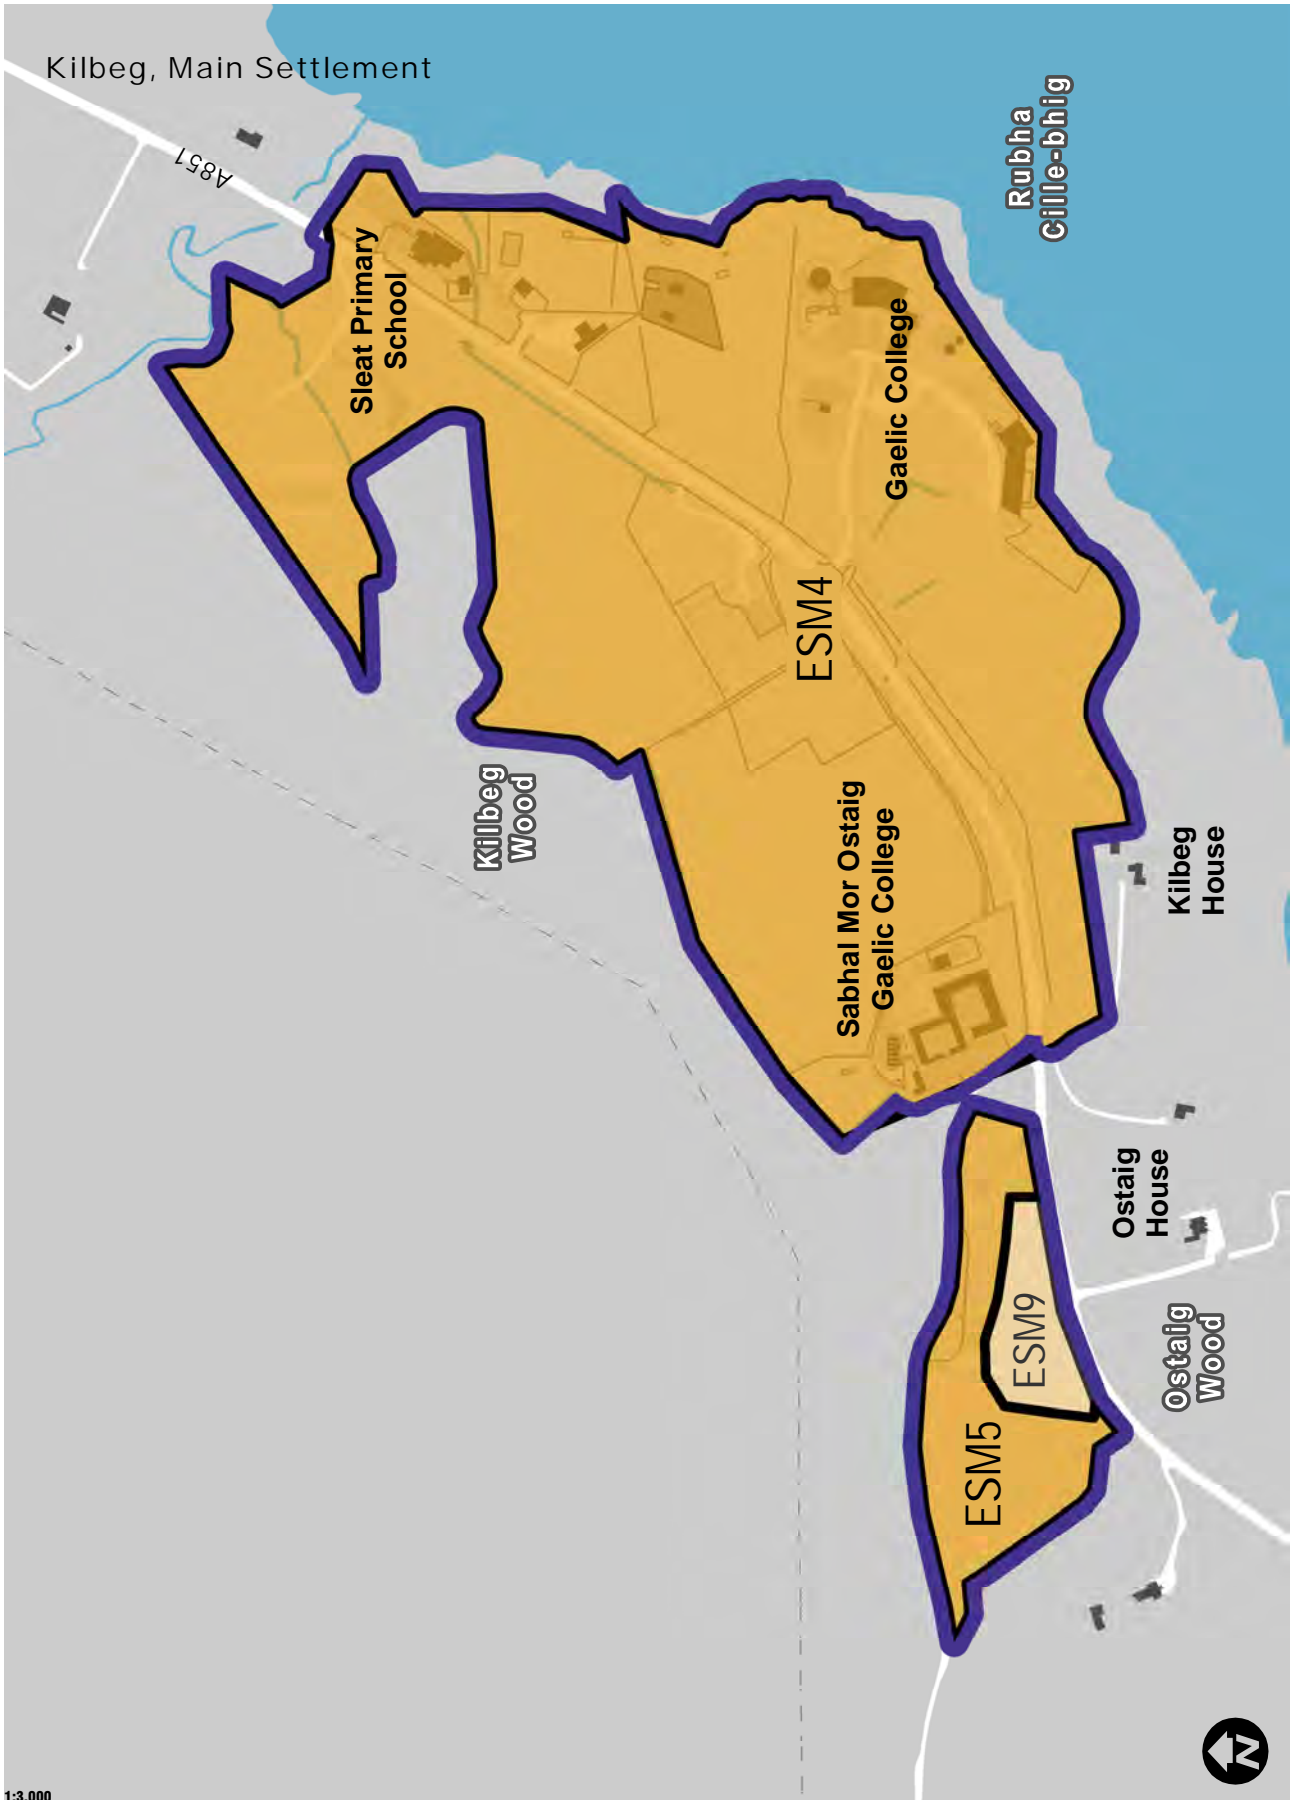 Kilbeg, Main Settlement
A851
Rubha
Cille-bhig
Sleat Primary
School
Gaelic College
ESM4
Kilbeg
Wood
Sabhal Mor Ostaig
Gaelic College
Kilbeg
House
Ostaig
House
ESM9
Ostaig
Wood
ESM5
N
1:3,000